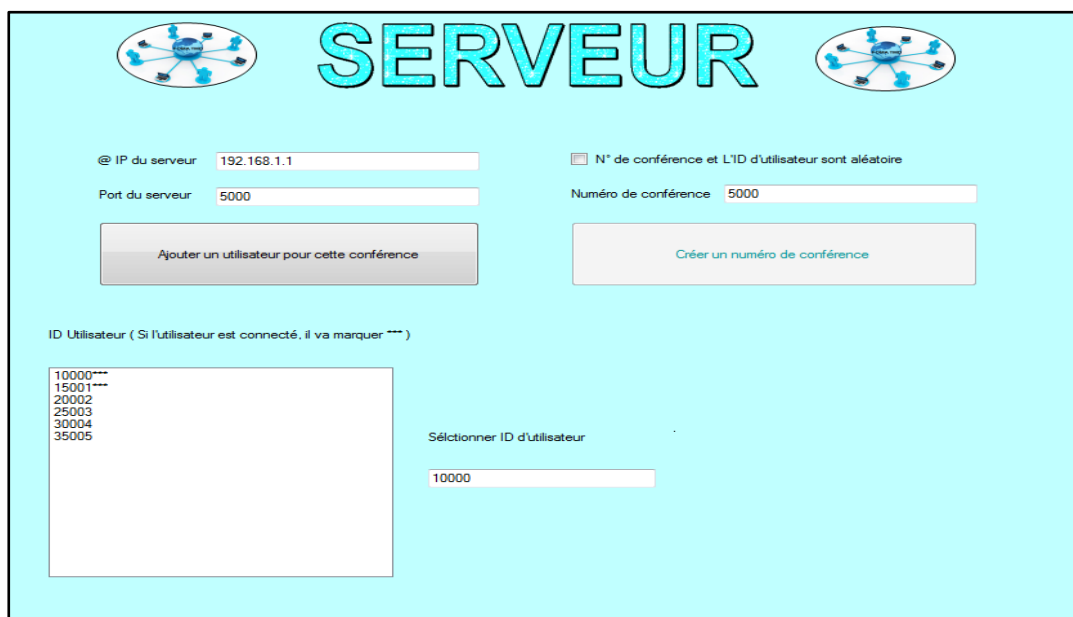 SERVEUR
@ IP du serveur 192.168.1.1
N° de conférence et L'ID d'utilisateur sont aléatoire
Port du serveur 5000
Numéro de conférence 5000
Ajouter un utilisateur pour cette conférence
Créer un numéro de conférence
ID Utilisateur ( Si l'utilisateur est connecté, il va marquer *** )
10000***
15001***
20002
25003
30004
35005
Sélctionner ID d'utilisateur
10000